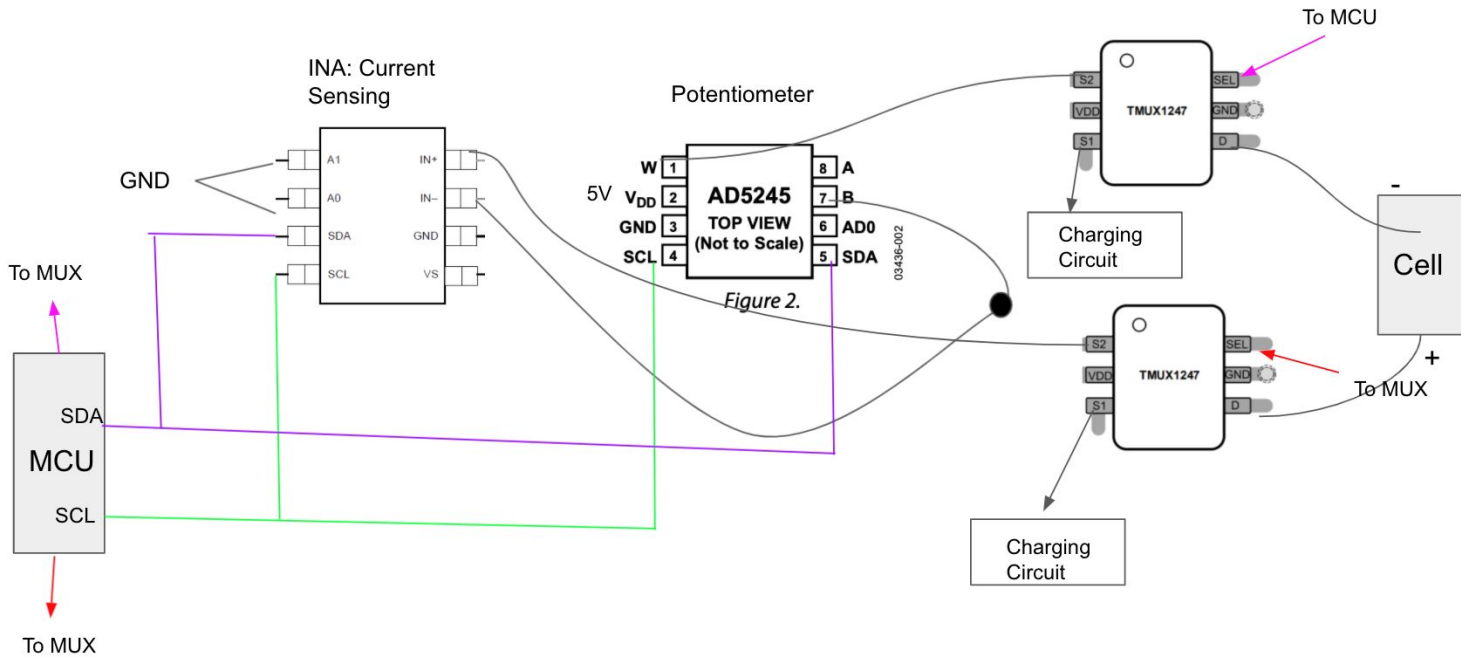 To MCU
INA: Current
Sensing
Potentiometer
GND
A1
A0
SDA
SCL
IN+
IN–
GND
VS
5V
W
VDD
GND
SCL
1
2
3
4
AD5245
TOP VIEW
(Not to Scale)
8
7
6
5
A
B
AD0
SDA
03436-002
Figure 2.
S2
VDD
S1
TMUX1247
SEL
GND
D
Charging
Circuit
-
Cell
+
S2
VDD
S1
TMUX1247
SEL
GND
D
To MUX
Charging
Circuit
To MUX
SDA
MCU
SCL
To MUX